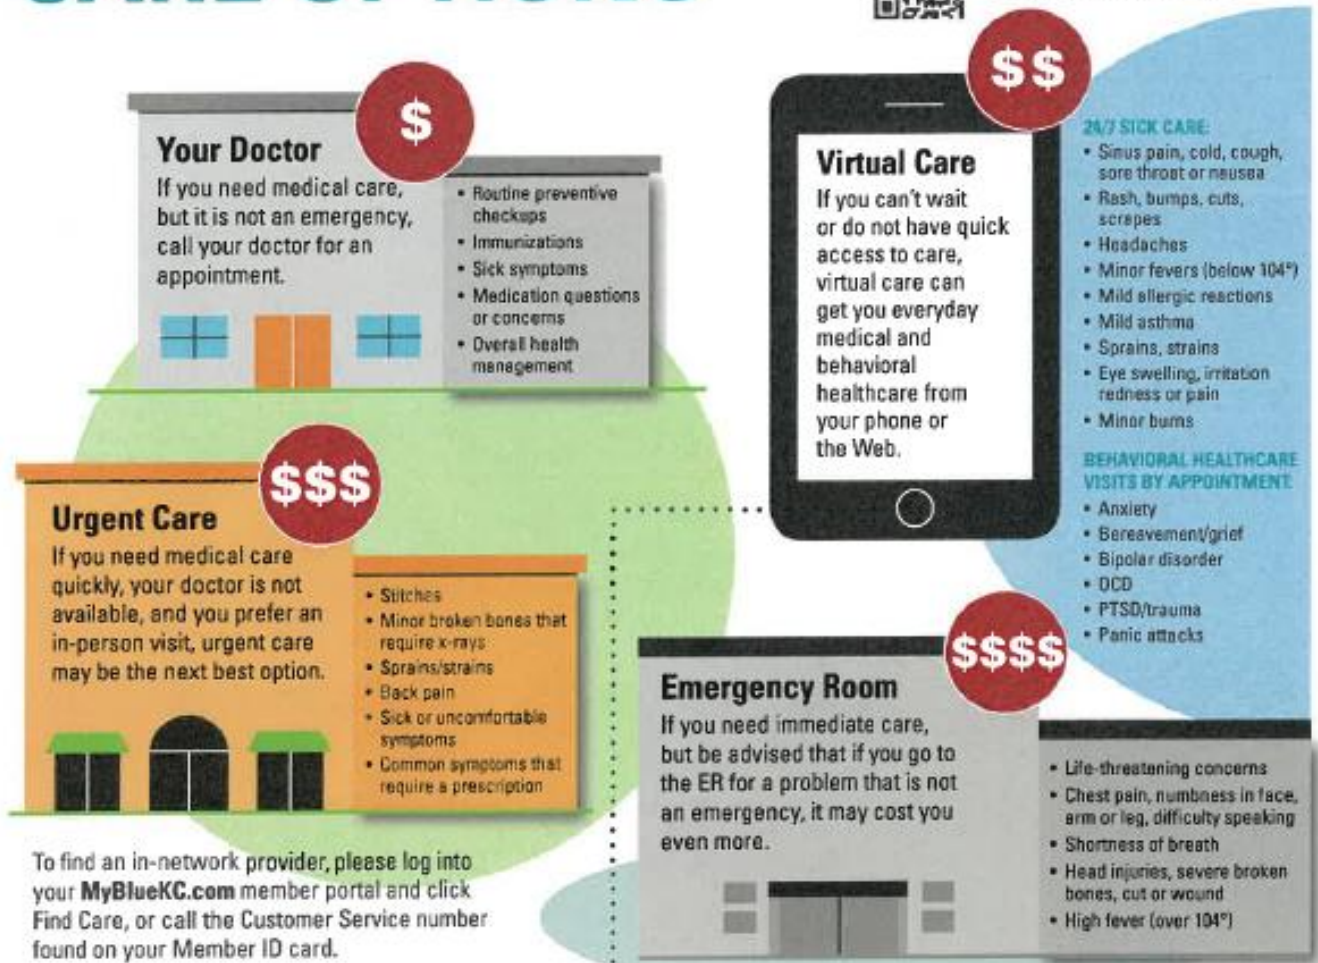 $
Your Doctor
If you need medical care,
but it is not an emergency,
call your doctor for an
appointment.
• Routine preventive
checkups
• Immunizations
• Sick symptoms
• Medication questions
or concerns
• Overall health
management
$$
Virtual Care
If you can't wait
or do not have quick
access to care,
virtual care can
get you everyday
medical and
behavioral
healthcare from
your phone or
the Web.
24/7 SICK CARE:
• Sinus pain, cold, cough,
sore throat or nausea
• Rash, bumps, cuts,
scrapes
• Headaches
• Minor fevers (below 104°)
• Mild allergic reactions
• Mild asthma
• Sprains, strains
• Eye swelling, irritation
redness or pain
• Minor burns
BEHAVIORAL HEALTHCARE
VISITS BY APPOINTMENT
• Anxiety
• Bereavement/grief
• Bipolar disorder
• OCD
• PTSD/trauma
• Panic attacks
$$$
Urgent Care
If you need medical care
quickly, your doctor is not
available, and you prefer an
in-person visit, urgent care
may be the next best option.
• Stitches
• Minor broken bones that
require x-rays
• Sprains/strains
• Back pain
• Sick or uncomfortable
symptoms
• Common symptoms that
require a prescription
$$$$
Emergency Room
If you need immediate care,
but be advised that if you go to
the ER for a problem that is not
an emergency, it may cost you
even more.
• Life-threatening concerns
• Chest pain, numbness in face,
arm or leg, difficulty speaking
• Shortness of breath
• Head injuries, severe broken
bones, cut or wound
• High fever (over 104°)
To find an in-network provider, please log into
your MyBlueKC.com member portal and click
Find Care, or call the Customer Service number
found on your Member ID card.